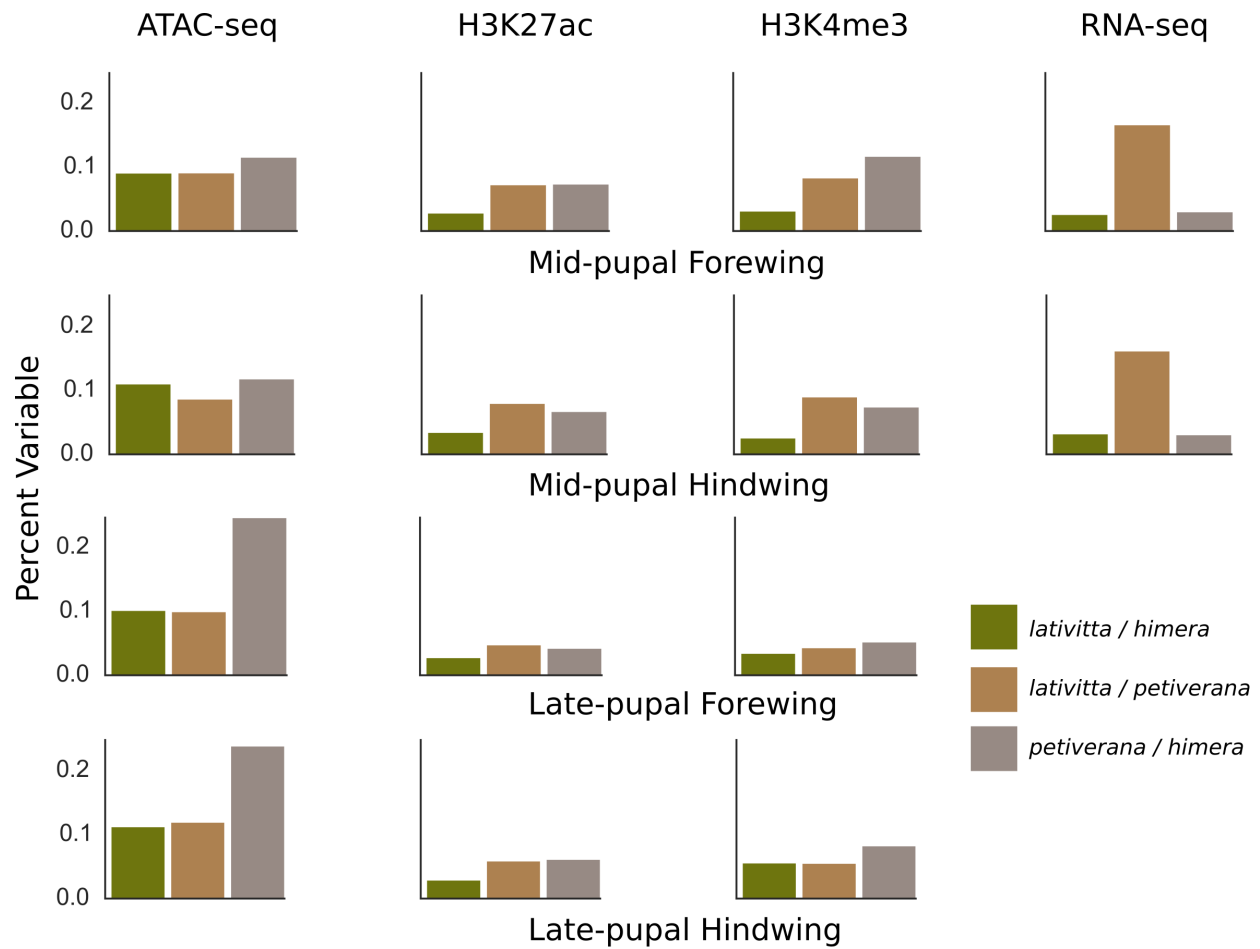 ATAC-seq H3K27ac H3K4me3 RNA-seq
0.2
0.1
0.0
Mid-pupal Forewing
0.2
0.1
0.0
Mid-pupal Hindwing
Percent Variable
0.2
0.1
0.0
Late-pupal Forewing
lativitta / himera
lativitta / petiverana
petiverana / himera
0.2
0.1
0.0
Late-pupal Hindwing